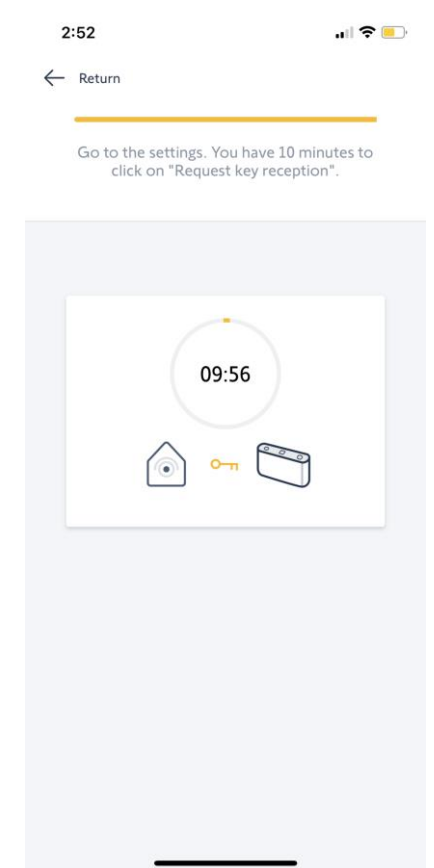 2:52
Return
Go to the settings. You have 10 minutes to
click on "Request key reception".
09:56